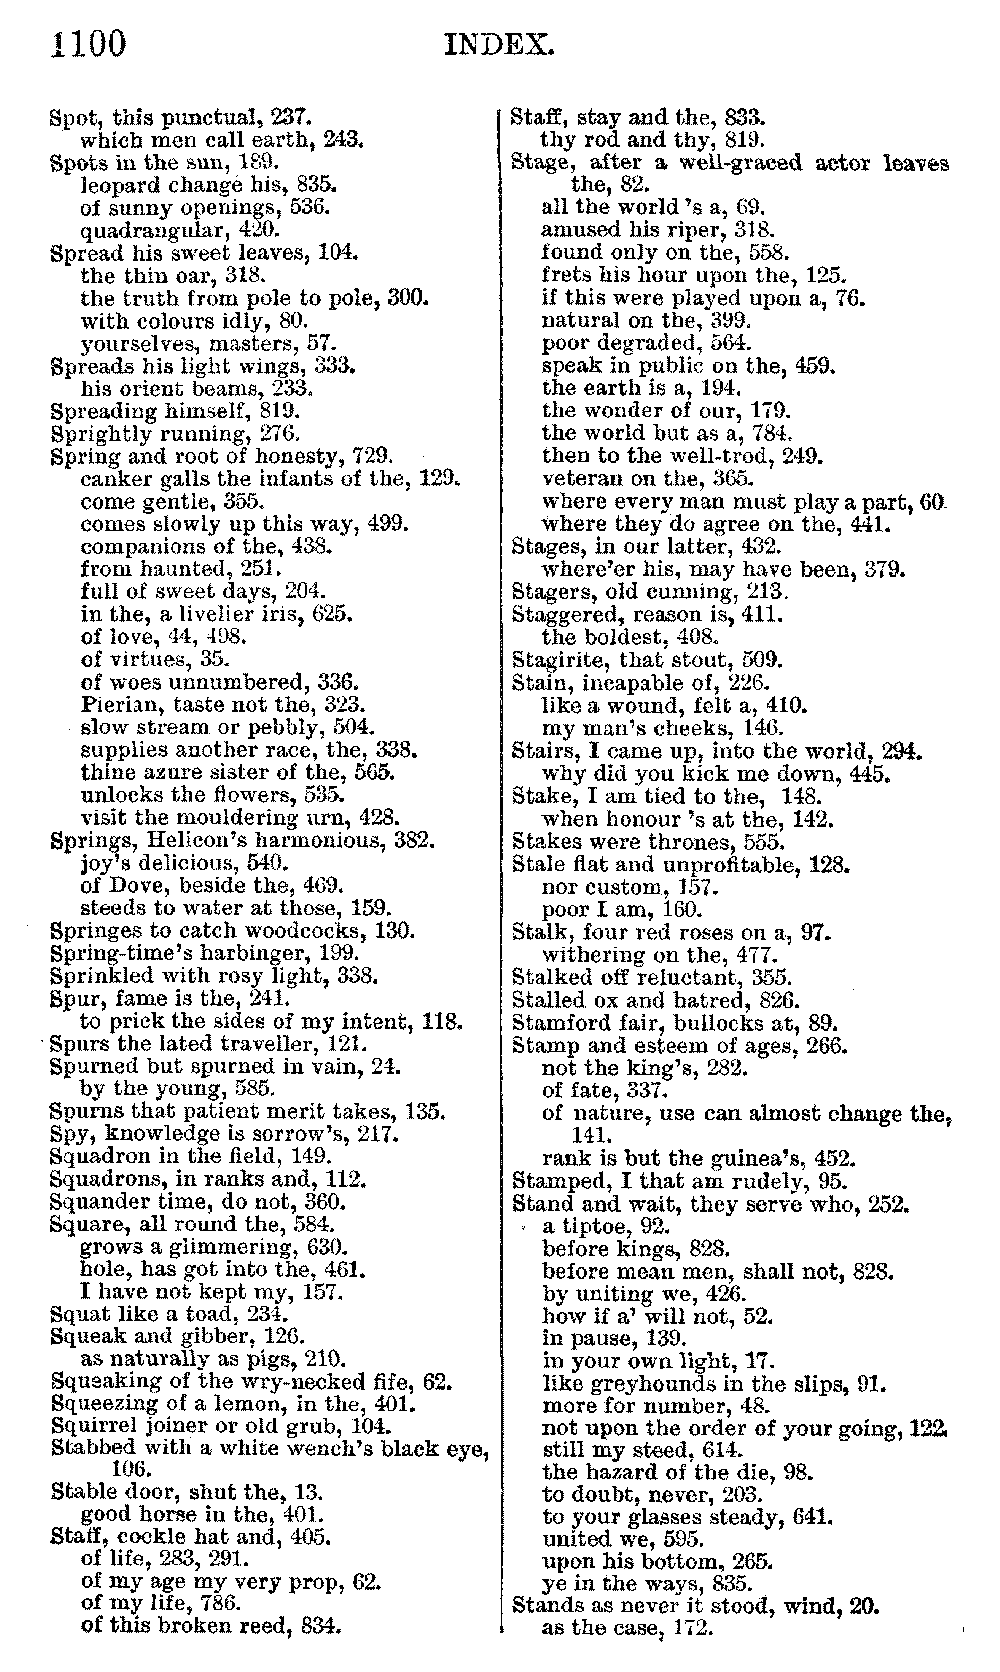 1100
INDEX.
Spot, this punctual, 237.
which men call earth, 243.
Spots in the sun, 189.
leopard change his, 835.
of sunny openings, 536.
quadrangular, 420.
Spread his sweet leaves, 104.
the thin oar, 318.
the truth from pole to pole, 300.
with colours idly, 80.
yourselves, masters, 57.
Spreads his light wings, 333.
his orient beams, 233.
Spreading himself, 819.
Sprightly running, 276.
Spring and root of honesty, 729.
canker galls the infants of the, 129.
come gentle, 355.
comes slowly up this way, 499.
companions of the, 438.
from haunted, 251.
full of sweet days, 204.
in the, a livelier iris, 625.
of love, 44, 498.
of virtues, 35.
of woes unnumbered, 336.
Pierian, taste not the, 323.
slow stream or pebbly, 504.
supplies another race, the, 338.
thine azure sister of the, 565.
unlocks the flowers, 535.
visit the mouldering urn, 428.
Springs, Helicon's harmonious, 382.
joy's delicious, 540.
of Dove, beside the, 469.
steeds to water at those, 159.
Springes to catch woodcocks, 130.
Spring-time's harbinger, 199.
Sprinkled with rosy light, 338.
Spur, fame is the, 241.
to prick the sides of my intent, 118.
Spurs the lated traveller, 121.
Spurned but spurned in vain, 24.
by the young, 585.
Spurns that patient merit takes, 135.
Spy, knowledge is sorrow's, 217.
Squadron in the field, 149.
Squadrons, in ranks and, 112.
Squander time, do not, 360.
Square, all round the, 584.
grows a glimmering, 630.
hole, has got into the, 461.
I have not kept my, 157.
Squat like a toad, 234.
Squeak and gibber, 126.
as naturally as pigs, 210.
Squeaking of the wry-necked fife, 62.
Squeezing of a lemon, in the, 401.
Squirrel joiner or old grub, 104.
Stabbed with a white wench's black eye,
106.
Stable door, shut the, 13.
good horse in the, 401.
Staff, cockle hat and, 405.
of life, 283, 291.
of my age my very prop, 62.
of my life, 786.
of this broken reed, 834.
Staff, stay and the, 833.
thy rod and thy, 819.
Stage, after a well-graced actor leaves
the, 82.
all the world 's a, 69.
amused his riper, 318.
found only on the, 558.
frets his hour upon the, 125.
if this were played upon a, 76.
natural on the, 399.
poor degraded, 564.
speak in public on the, 459.
the earth is a, 194.
the wonder of our, 179.
the world but as a, 784.
then to the well-trod, 249.
veteran on the, 365.
where every man must play a part, 60.
where they do agree on the, 441.
Stages, in our latter, 432.
where'er his, may have been, 379.
Stagers, old cunning, 213.
Staggered, reason is, 411.
the boldest, 408.
Stagirite, that stout, 509.
Stain, incapable of, 226.
like a wound, felt a, 410.
my man's cheeks, 146.
Stairs, I came up, into the world, 294.
why did you kick me down, 445.
Stake, I am tied to the, 148.
when honour 's at the, 142.
Stakes were thrones, 555.
Stale flat and unprofitable, 128.
nor custom, 157.
poor I am, 160.
Stalk, four red roses on a, 97.
withering on the, 477.
Stalked off reluctant, 355.
Stalled ox and hatred, 826.
Stamford fair, bullocks at, 89.
Stamp and esteem of ages, 266.
not the king's, 282.
of fate, 337.
of nature, use can almost change the,
141.
rank is but the guinea's, 452.
Stamped, I that am rudely, 95.
Stand and wait, they serve who, 252.
a tiptoe, 92.
before kings, 828.
before mean men, shall not, 828.
by uniting we, 426.
how if a' will not, 52.
in pause, 139.
in your own light, 17.
like greyhounds in the slips, 91.
more for number, 48.
not upon the order of your going, 122.
still my steed, 614.
the hazard of the die, 98.
to doubt, never, 203.
to your glasses steady, 641.
united we, 595.
upon his bottom, 265.
ye in the ways, 835.
Stands as never it stood, wind, 20.
as the case, 172.